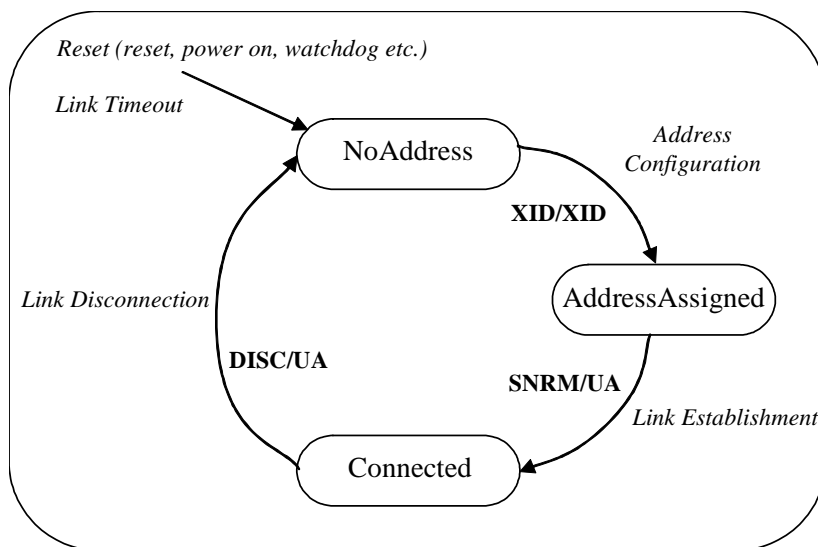 Reset (reset, power on, watchdog etc.)
Link Timeout
NoAddress
Address
Configuration
XID/XID
AddressAssigned
Link Disconnection
DISC/UA
SNRM/UA
Link Establishment
Connected